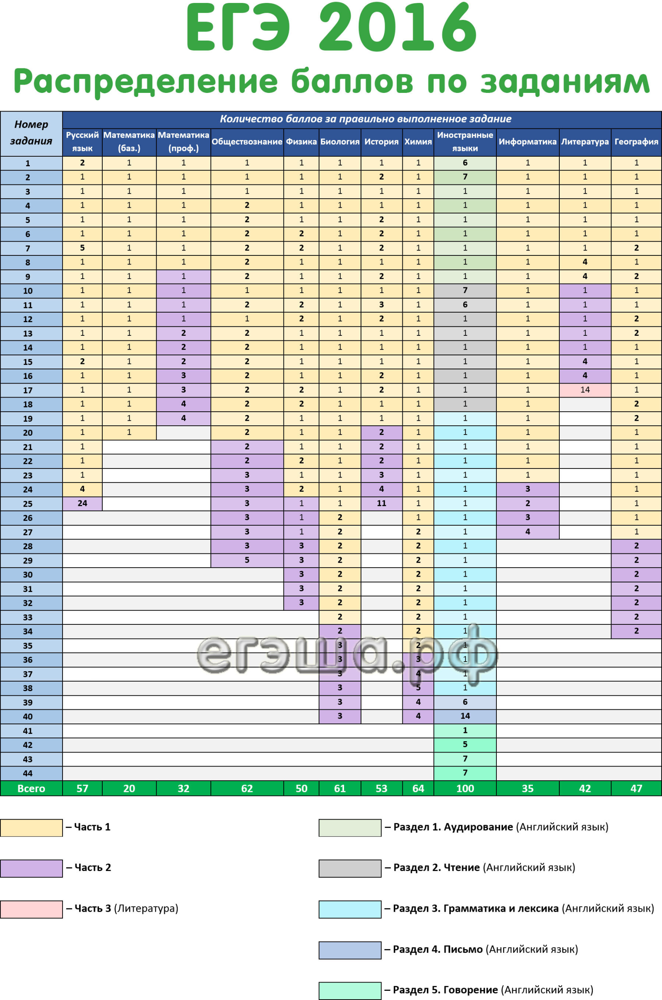 ЕГЭ 2016
Распределение баллов по заданиям
Номер задания Количество баллов за правильно выполненное задание
Русский язык Математика (баз.) Математика (проф.) Обществознание Физика Биология История Химия Иностранные языки Информатика Литература География
1 2 1 1 1 1 1 1 1 6 1 1 1
2 1 1 1 1 1 1 2 1 7 1 1 1
3 1 1 1 1 1 1 1 1 1 1 1 1
4 1 1 1 2 1 1 1 1 1 1 1 1
5 1 1 1 2 1 1 2 1 1 1 1 1
6 1 1 1 2 2 1 2 1 1 1 1 1
7 5 1 1 2 2 1 2 1 1 1 1 2
8 1 1 1 2 1 1 1 1 1 1 4 1
9 1 1 1 2 1 1 2 1 1 1 4 2
10 1 1 1 1 1 1 1 1 7 1 1 1
11 1 1 1 2 2 1 3 1 6 1 1 1
12 1 1 1 1 2 1 2 1 1 1 1 2
13 1 1 2 2 1 1 1 1 1 1 1 2
14 1 1 2 2 1 1 1 1 1 1 1 1
15 2 1 2 2 1 1 1 1 1 1 4 1
16 1 1 3 2 1 1 2 1 1 1 4 1
17 1 1 3 2 2 1 2 1 1 1 14 1
18 1 1 4 2 2 1 1 1 1 1 2
19 1 1 4 2 1 1 1 1 1 1 2
20 1 1 2 1 1 2 1 1 1 1
21 1 2 1 1 2 1 1 1 1
22 1 2 2 1 2 1 1 1 1
23 1 3 1 1 3 1 1 1 1
24 4 3 2 1 4 1 1 3 1
25 24 3 1 1 11 1 1 2 1
26 3 1 2 1 1 3 1
27 3 1 2 2 1 4 1
28 3 3 2 2 1 2
29 5 3 2 2 1 2
30 3 2 2 1 2
31 3 2 2 1 2
32 3 2 2 1 2
33 2 2 1 2
34 2 2 1 2
35 3 2 1
36 3 3 1
37 3 4 1
38 3 5 1
39 3 4 6
40 3 4 14
41 1
42 5
43 7
44 7
егэша.рф
Всего 57 20 32 62 50 61 53 64 100 35 42 47
– Часть 1
– Раздел 1. Аудирование (Английский язык)
– Часть 2
– Раздел 2. Чтение (Английский язык)
– Часть 3 (Литература)
– Раздел 3. Грамматика и лексика (Английский язык)
– Раздел 4. Письмо (Английский язык)
– Раздел 5. Говорение (Английский язык)